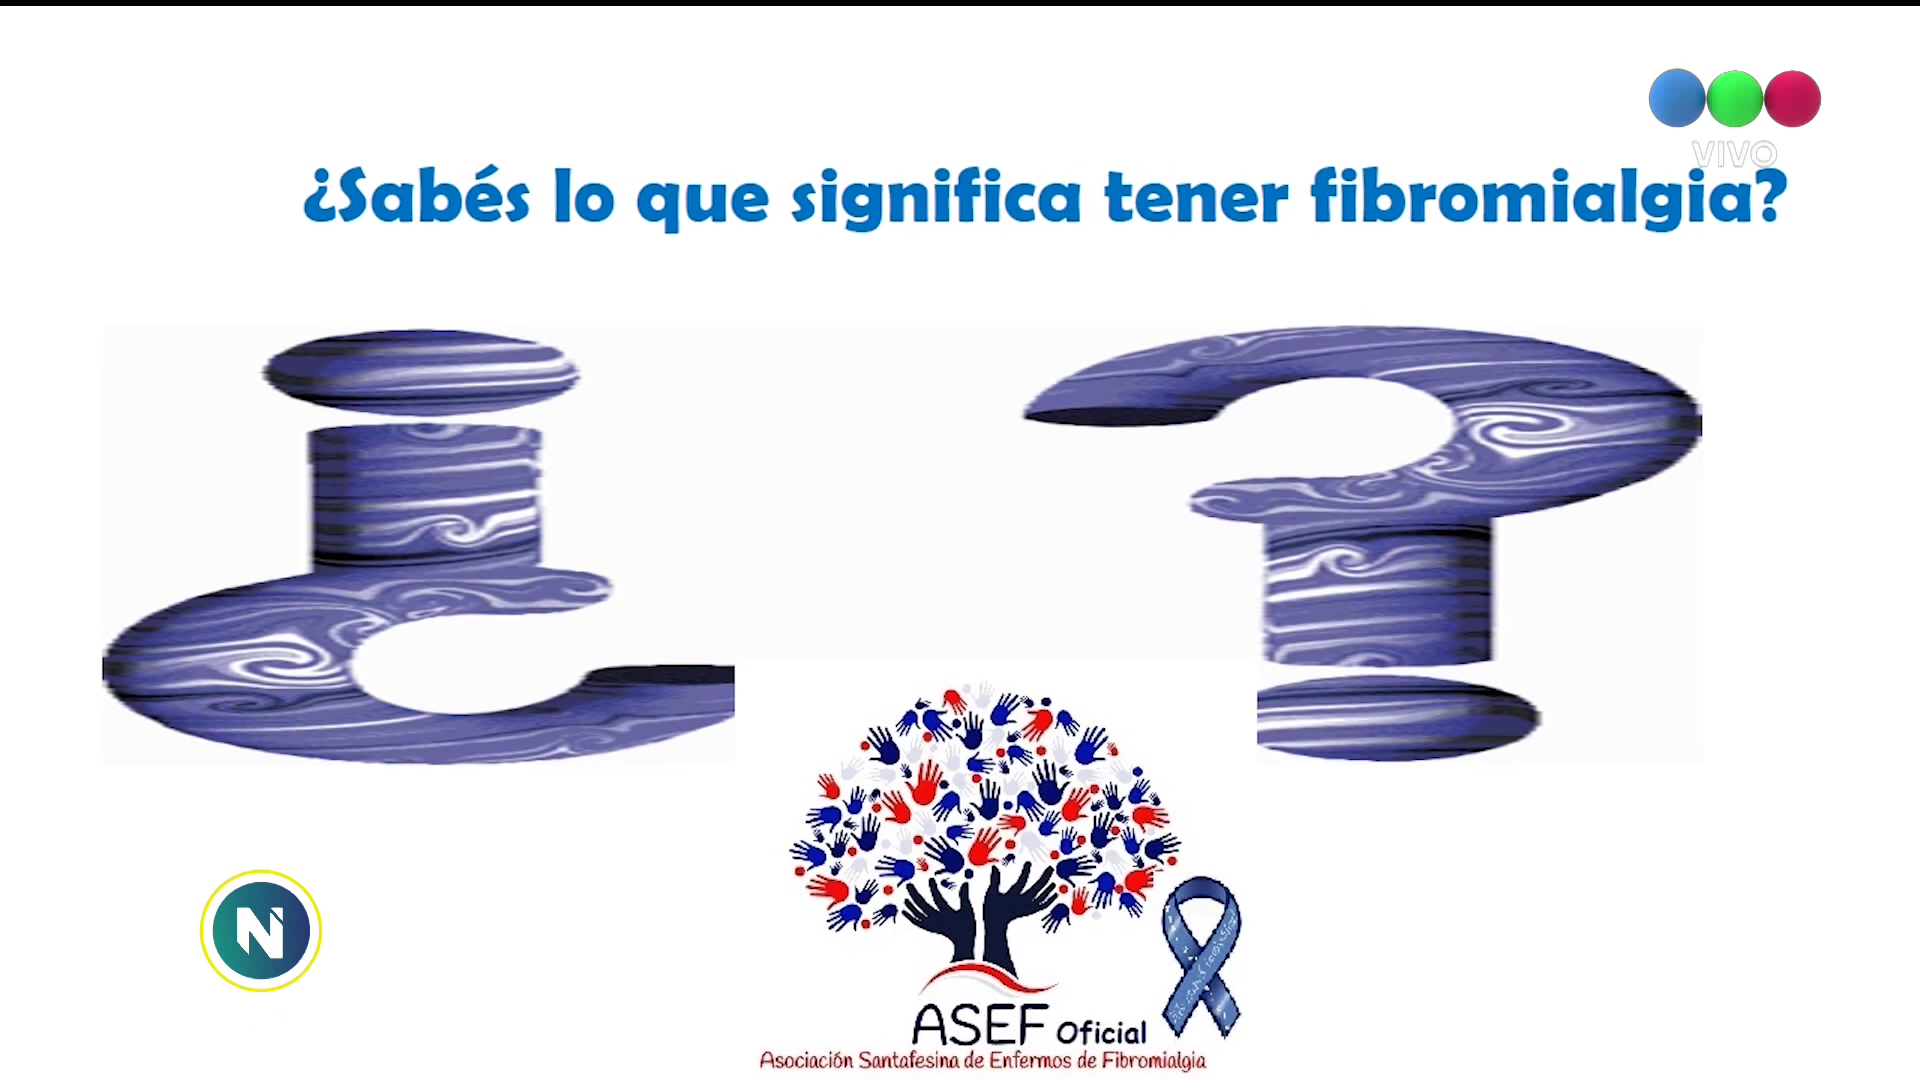 VIVO
¿Sabés lo que significa tener fibromialgia?
¿ ?
N
ASEF Oficial
Asociación Santafesina de Enfermos de Fibromialgia